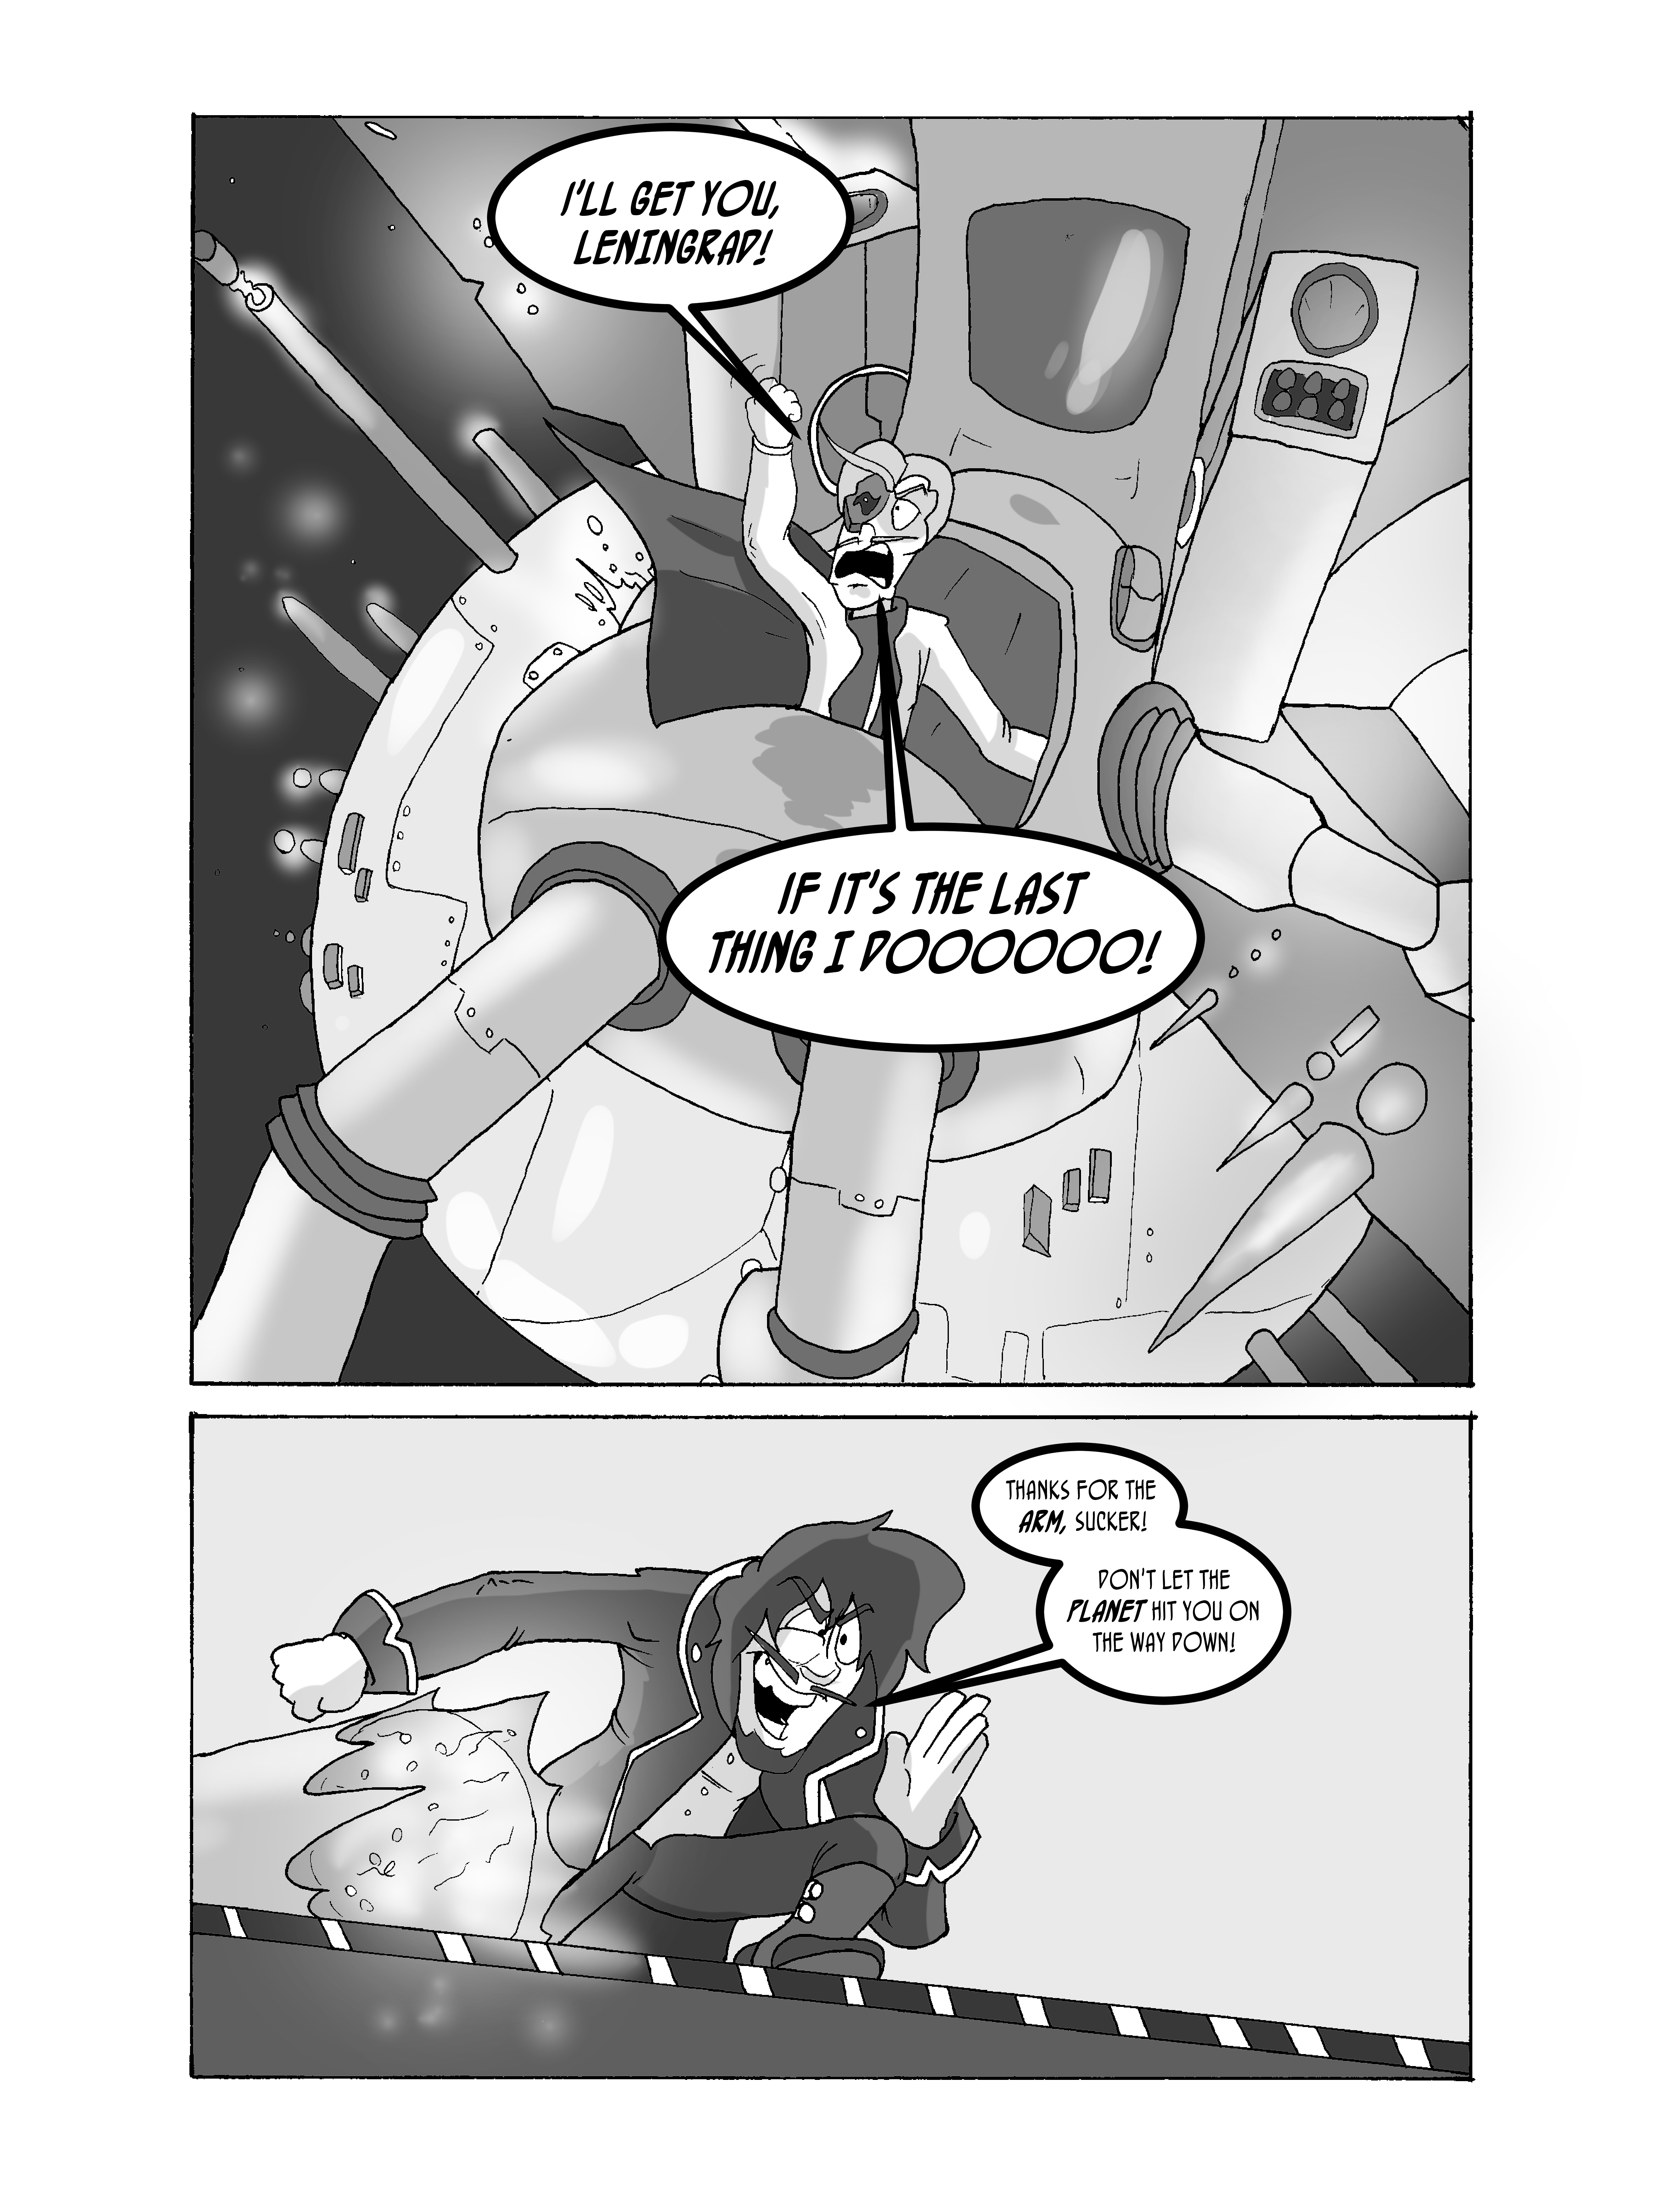 I'LL GET YOU,
LENINGRAD!
IF IT'S THE LAST
THING I DOOOOOOO!
THANKS FOR THE
ARM, SUCKER!
DON'T LET THE
PLANET HIT YOU ON
THE WAY DOWN!